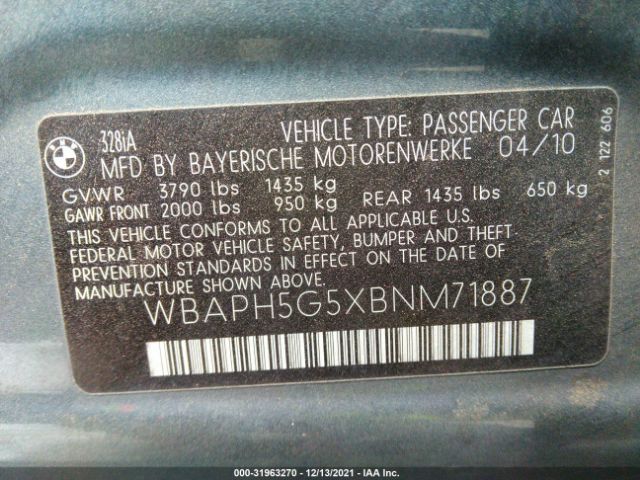 BMW
328iA VEHICLE TYPE: PASSENGER CAR
MFD BY BAYERISCHE MOTORENWERKE 04/10
GVWR 3790 lbs 1435 kg
GAWR FRONT 2000 lbs 950 kg REAR 1435 lbs 650 kg
THIS VEHICLE CONFORMS TO ALL APPLICABLE U.S.
FEDERAL MOTOR VEHICLE SAFETY, BUMPER AND THEFT
PREVENTION STANDARDS IN EFFECT ON THE DATE OF
MANUFACTURE SHOWN ABOVE.
WBAPH5G5XBNM71887
2 122 606
000-31963270 - 12/13/2021 - IAA Inc.